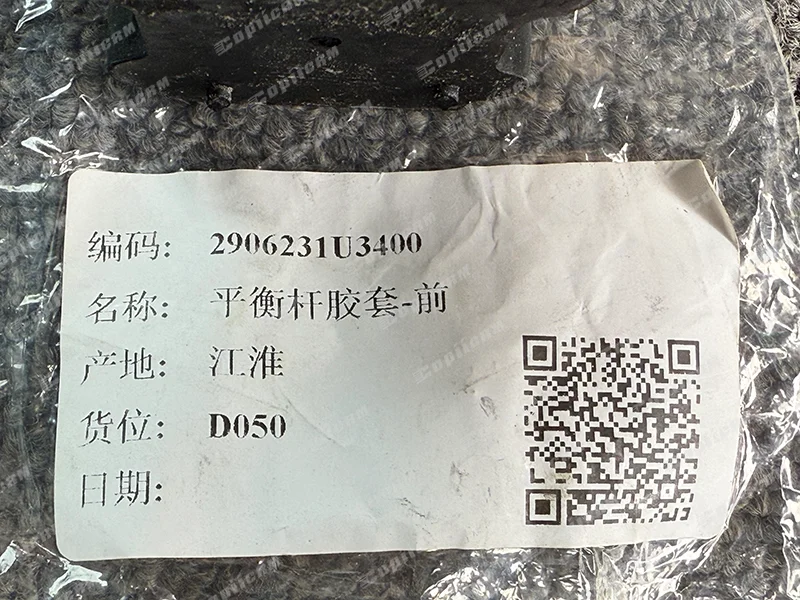 编码: 2906231U3400
名称: 平衡杆胶套-前
产地: 江淮
货位: D050
日期: